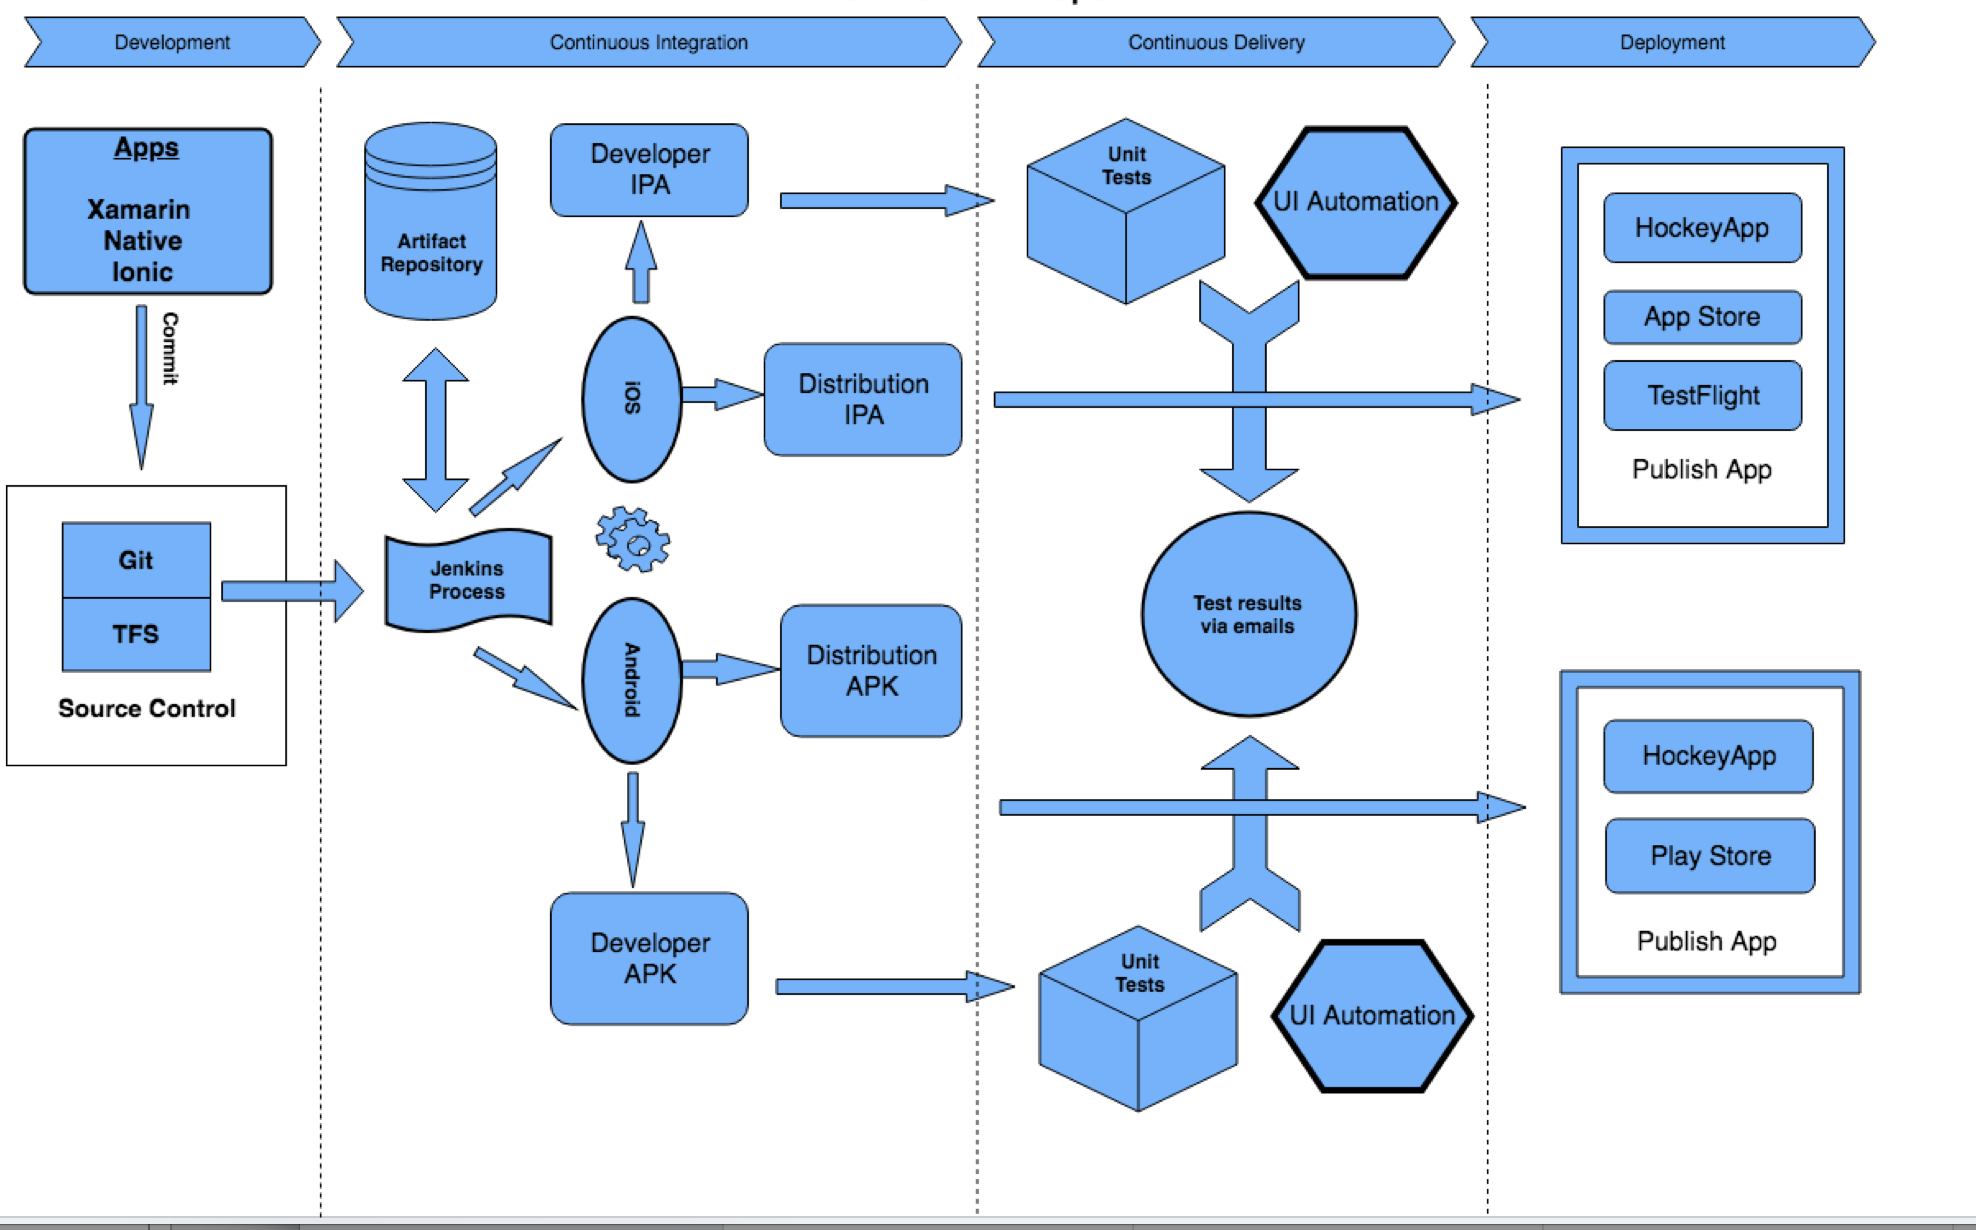 Development
Continuous Integration
Continuous Delivery
Deployment
Apps
Xamarin
Native
Ionic
Commit
Git
TFS
Source Control
Artifact
Repository
Jenkins
Process
Developer
IPA
iOS
Distribution
IPA
Android
Distribution
APK
Developer
APK
Unit
Tests
UI Automation
Test results
via emails
Unit
Tests
UI Automation
HockeyApp
App Store
TestFlight
Publish App
HockeyApp
Play Store
Publish App